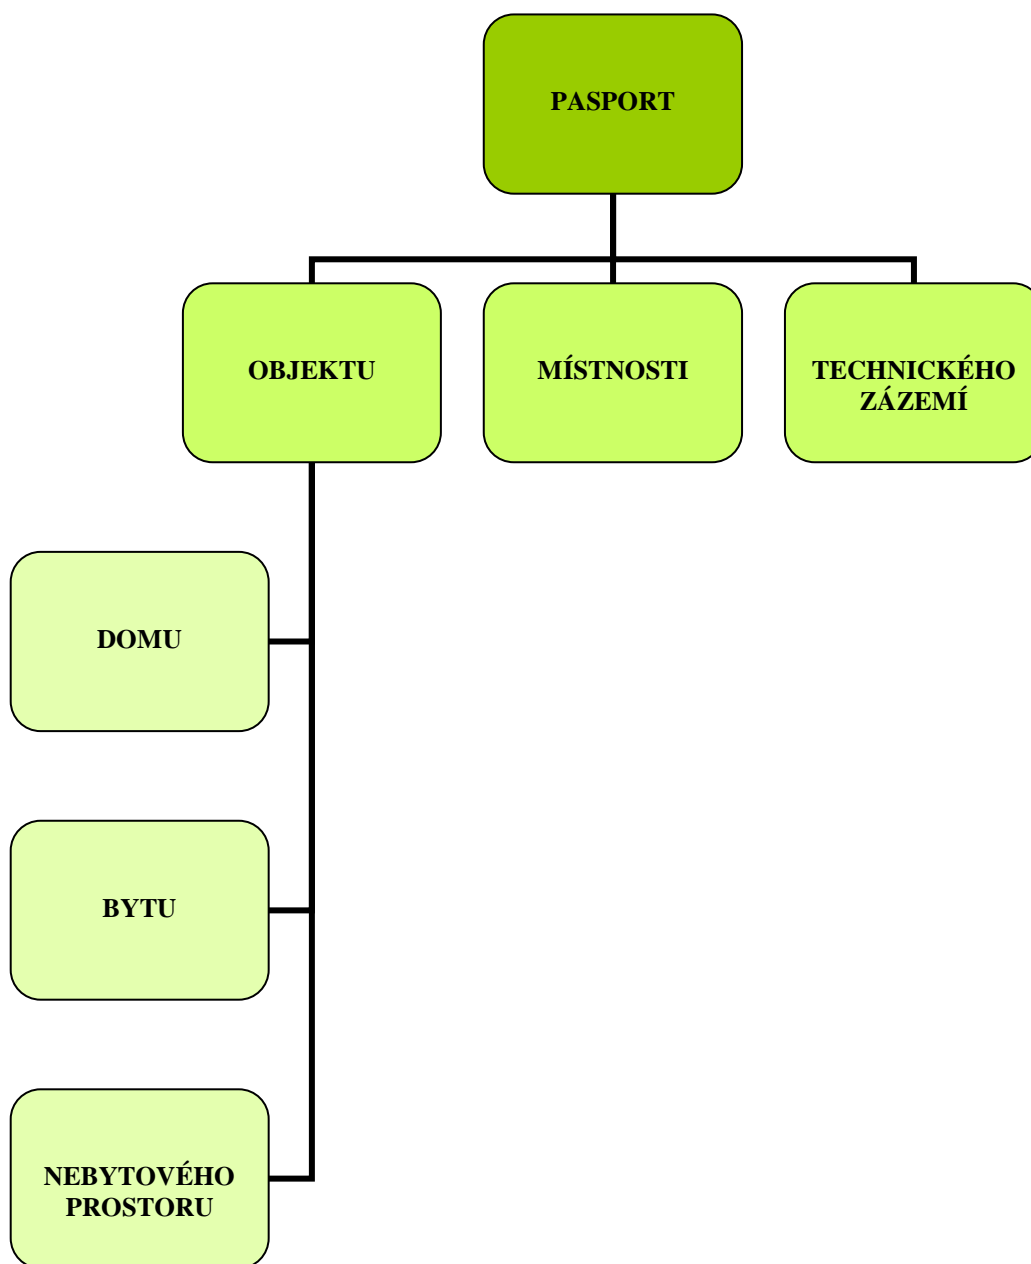 PASPORT
OBJEKTU
MÍSTNOSTI
TECHNICKÉHO
ZÁZEMÍ
DOMU
BYTU
NEBYTOVÉHO
PROSTORU